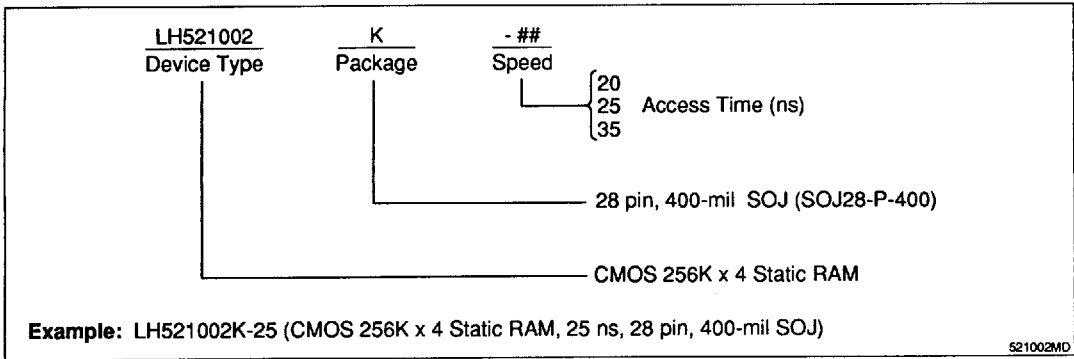 LH521002 K - ##
Device Type Package Speed
20
25 Access Time (ns)
35
28 pin, 400-mil SOJ (SOJ28-P-400)
CMOS 256K x 4 Static RAM
Example: LH521002K-25 (CMOS 256K x 4 Static RAM, 25 ns, 28 pin, 400-mil SOJ)
521002MD